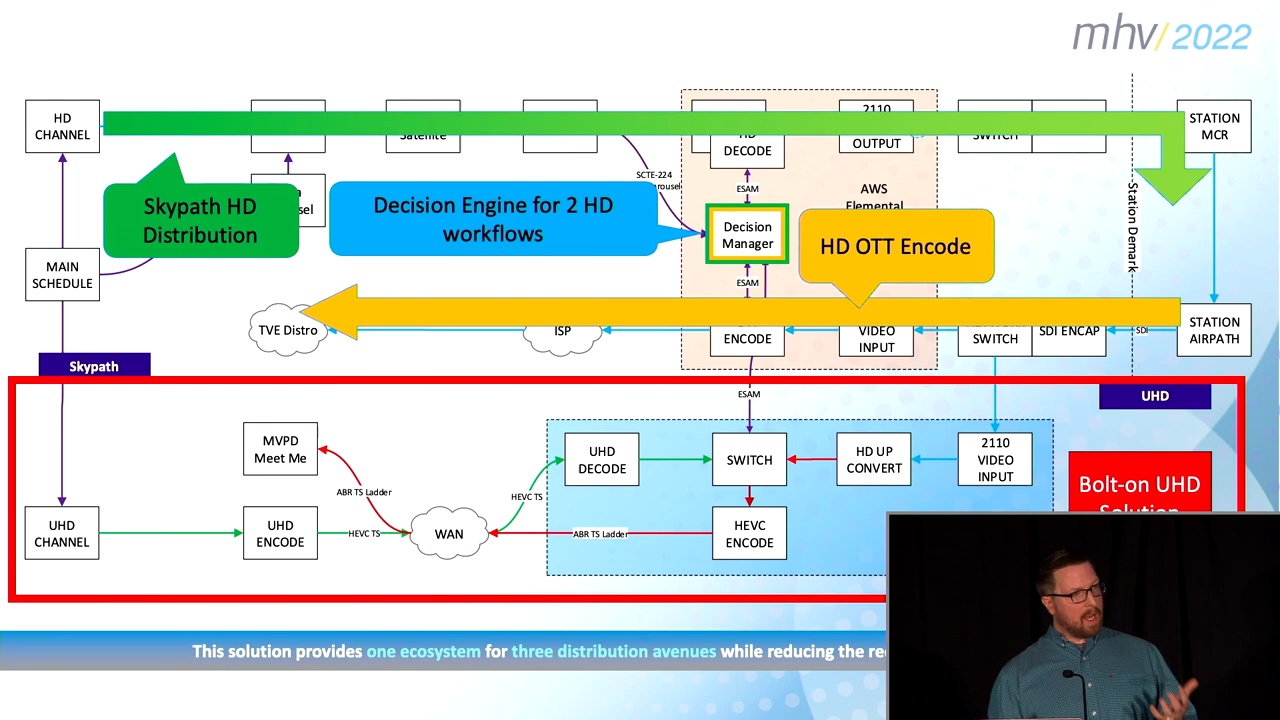 mhv/2022
HD
CHANNEL
Satellite
HD
DECODE
2110
OUTPUT
SWITCH
STATION
MCR
SCTE-224
ESAM
AWS
Elemental
Skypath HD
Distribution
Decision Engine for 2 HD
workflows
Decision
Manager
HD OTT Encode
Station Demark
MAIN
SCHEDULE
ESAM
TVE Distro
ISP
ENCODE
VIDEO
INPUT
SWITCH
SDI ENCAP
SDI
STATION
AIRPATH
Skypath
ESAM
UHD
MVPD
Meet Me
UHD
DECODE
SWITCH
HD UP
CONVERT
2110
VIDEO
INPUT
Bolt-on UHD
Solution
ABR TS Ladder
HEVC TS
UHD
CHANNEL
UHD
ENCODE
HEVC TS
WAN
ABR TS Ladder
HEVC
ENCODE
This solution provides one ecosystem for three distribution avenues while reducing the